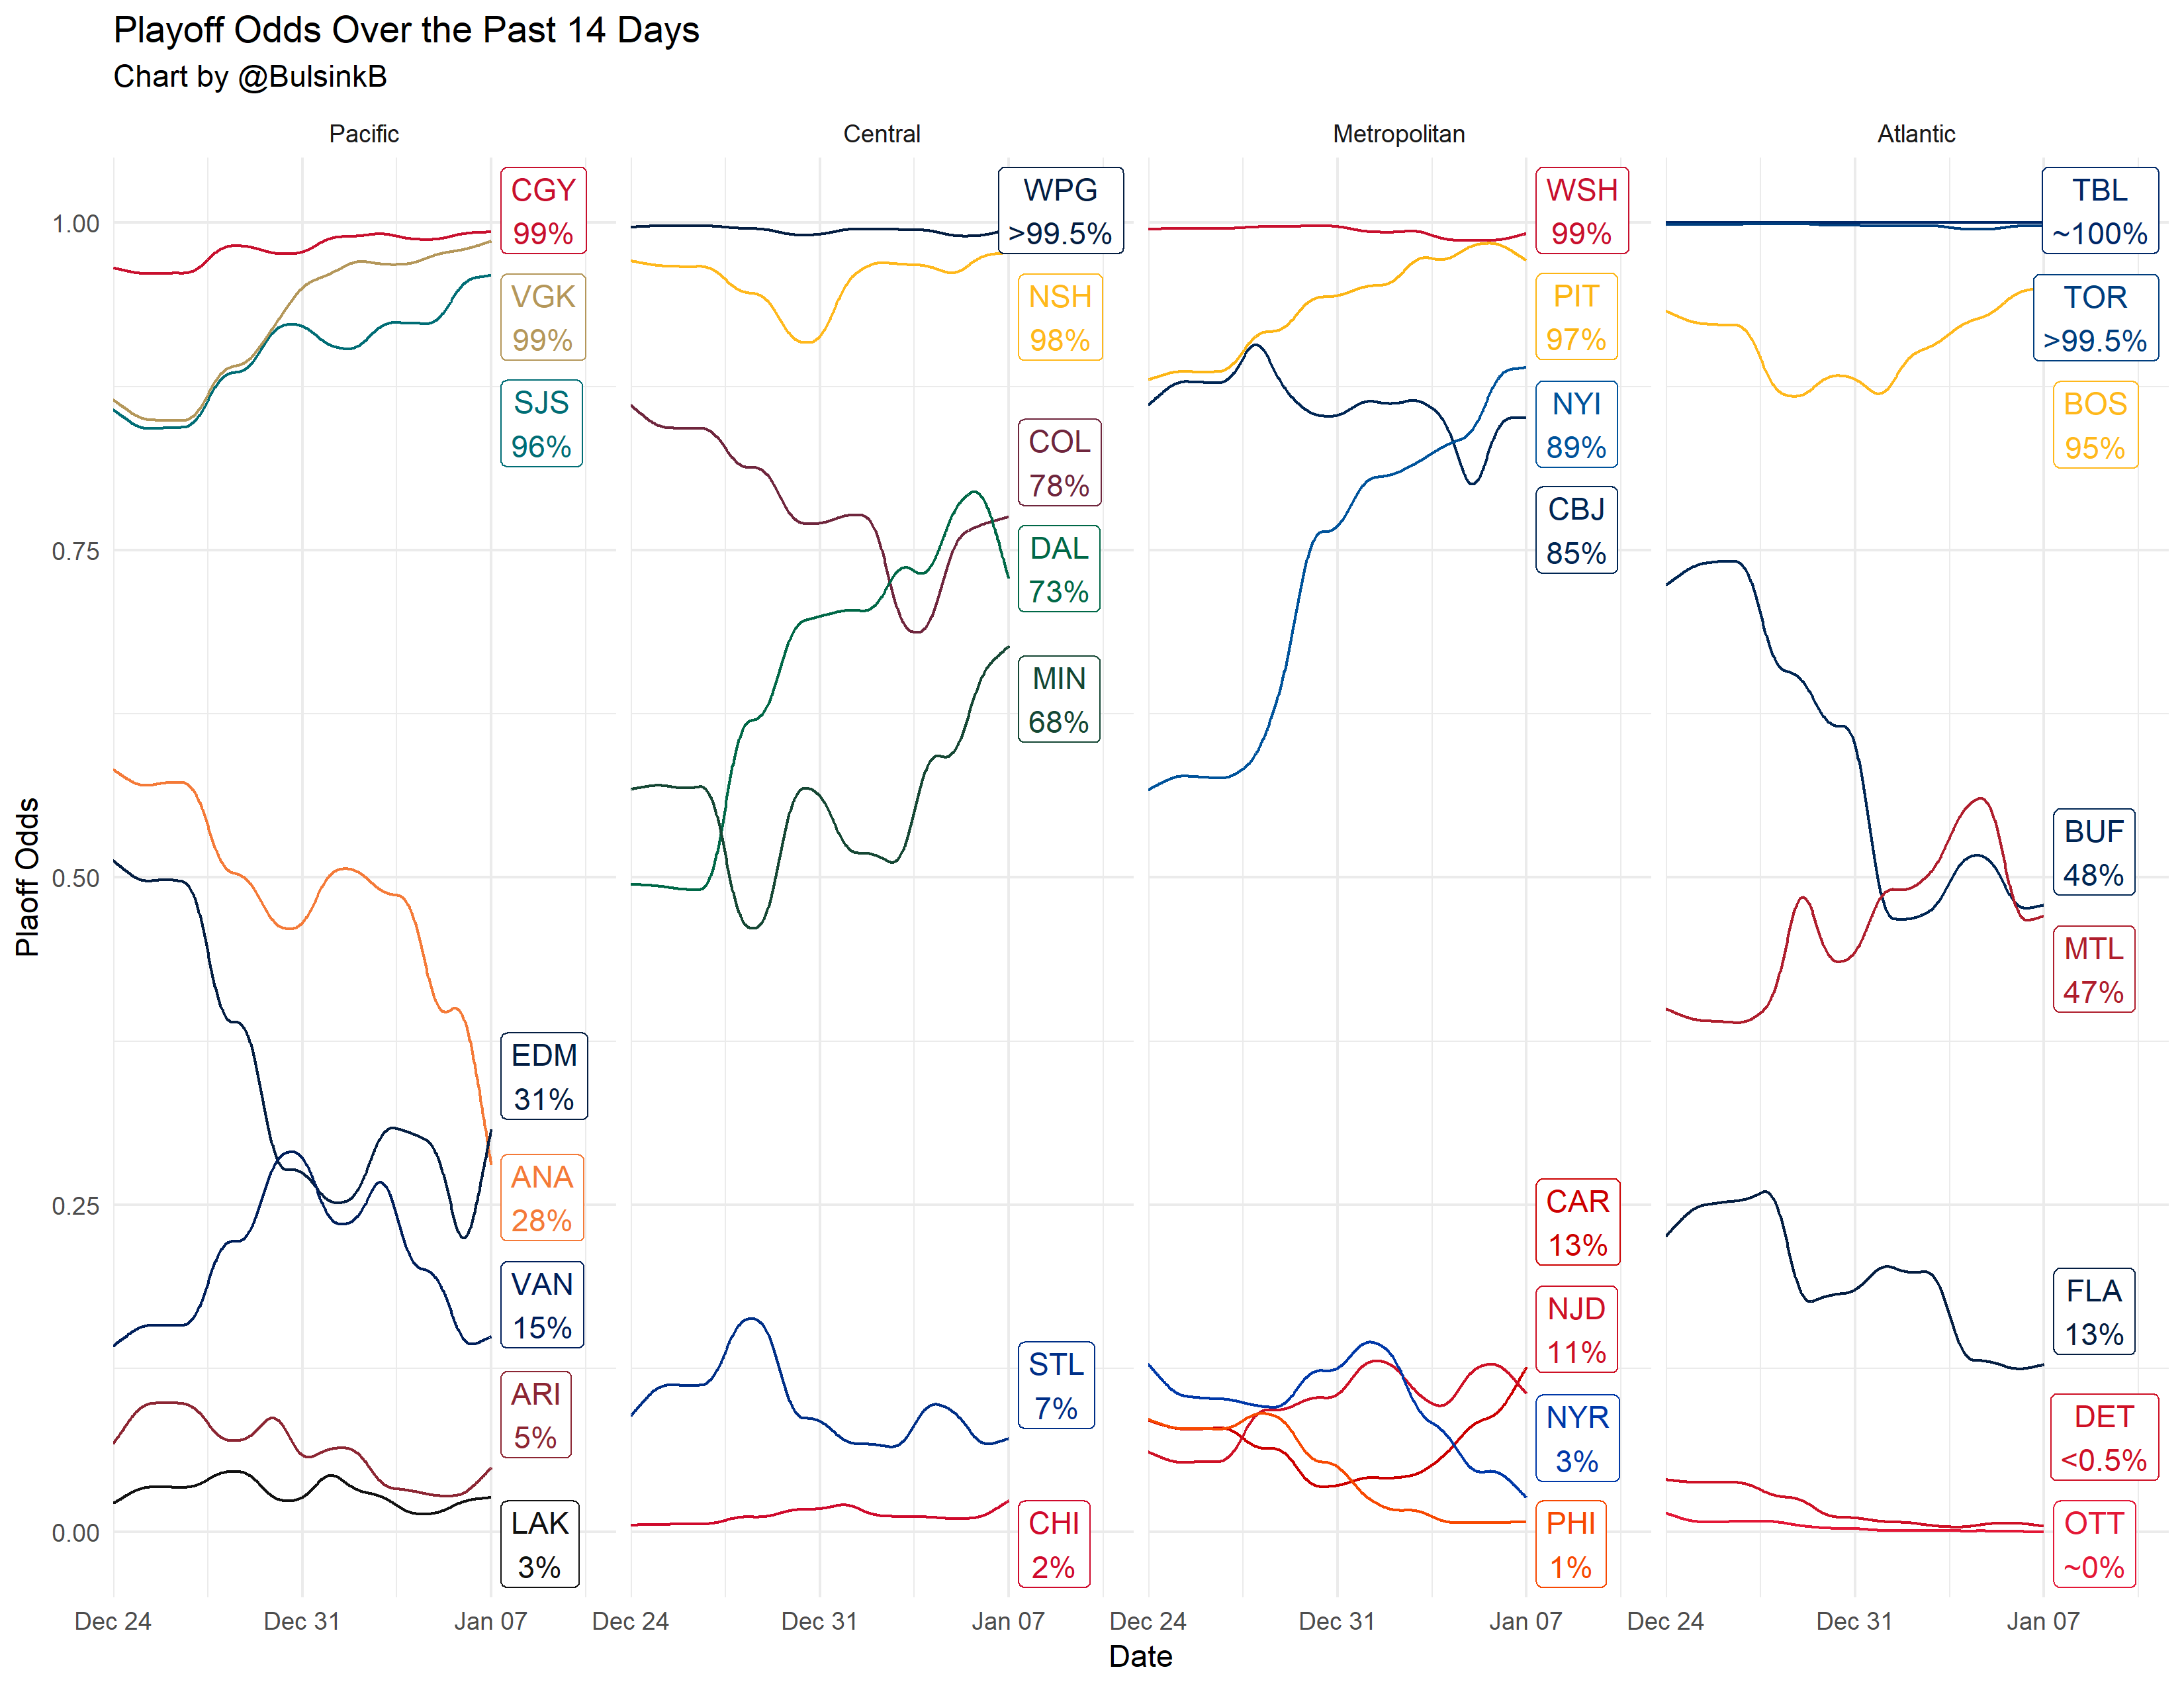 Playoff Odds Over the Past 14 Days
Chart by @BulsinkB
Pacific
Central
Metropolitan
Atlantic
Plaoff Odds
1.00
0.75
0.50
0.25
0.00
CGY
99%
VGK
99%
SJS
96%
EDM
31%
ANA
28%
VAN
15%
ARI
5%
LAK
3%
WPG
>99.5%
NSH
98%
COL
78%
DAL
73%
MIN
68%
STL
7%
CHI
2%
WSH
99%
PIT
97%
NYI
89%
CBJ
85%
CAR
13%
NJD
11%
NYR
3%
PHI
1%
TBL
~100%
TOR
>99.5%
BOS
95%
BUF
48%
MTL
47%
FLA
13%
DET
<0.5%
OTT
~0%
Dec 24
Dec 31
Jan 07
Dec 24
Dec 31
Jan 07
Dec 24
Dec 31
Jan 07
Dec 24
Dec 31
Jan 07
Date